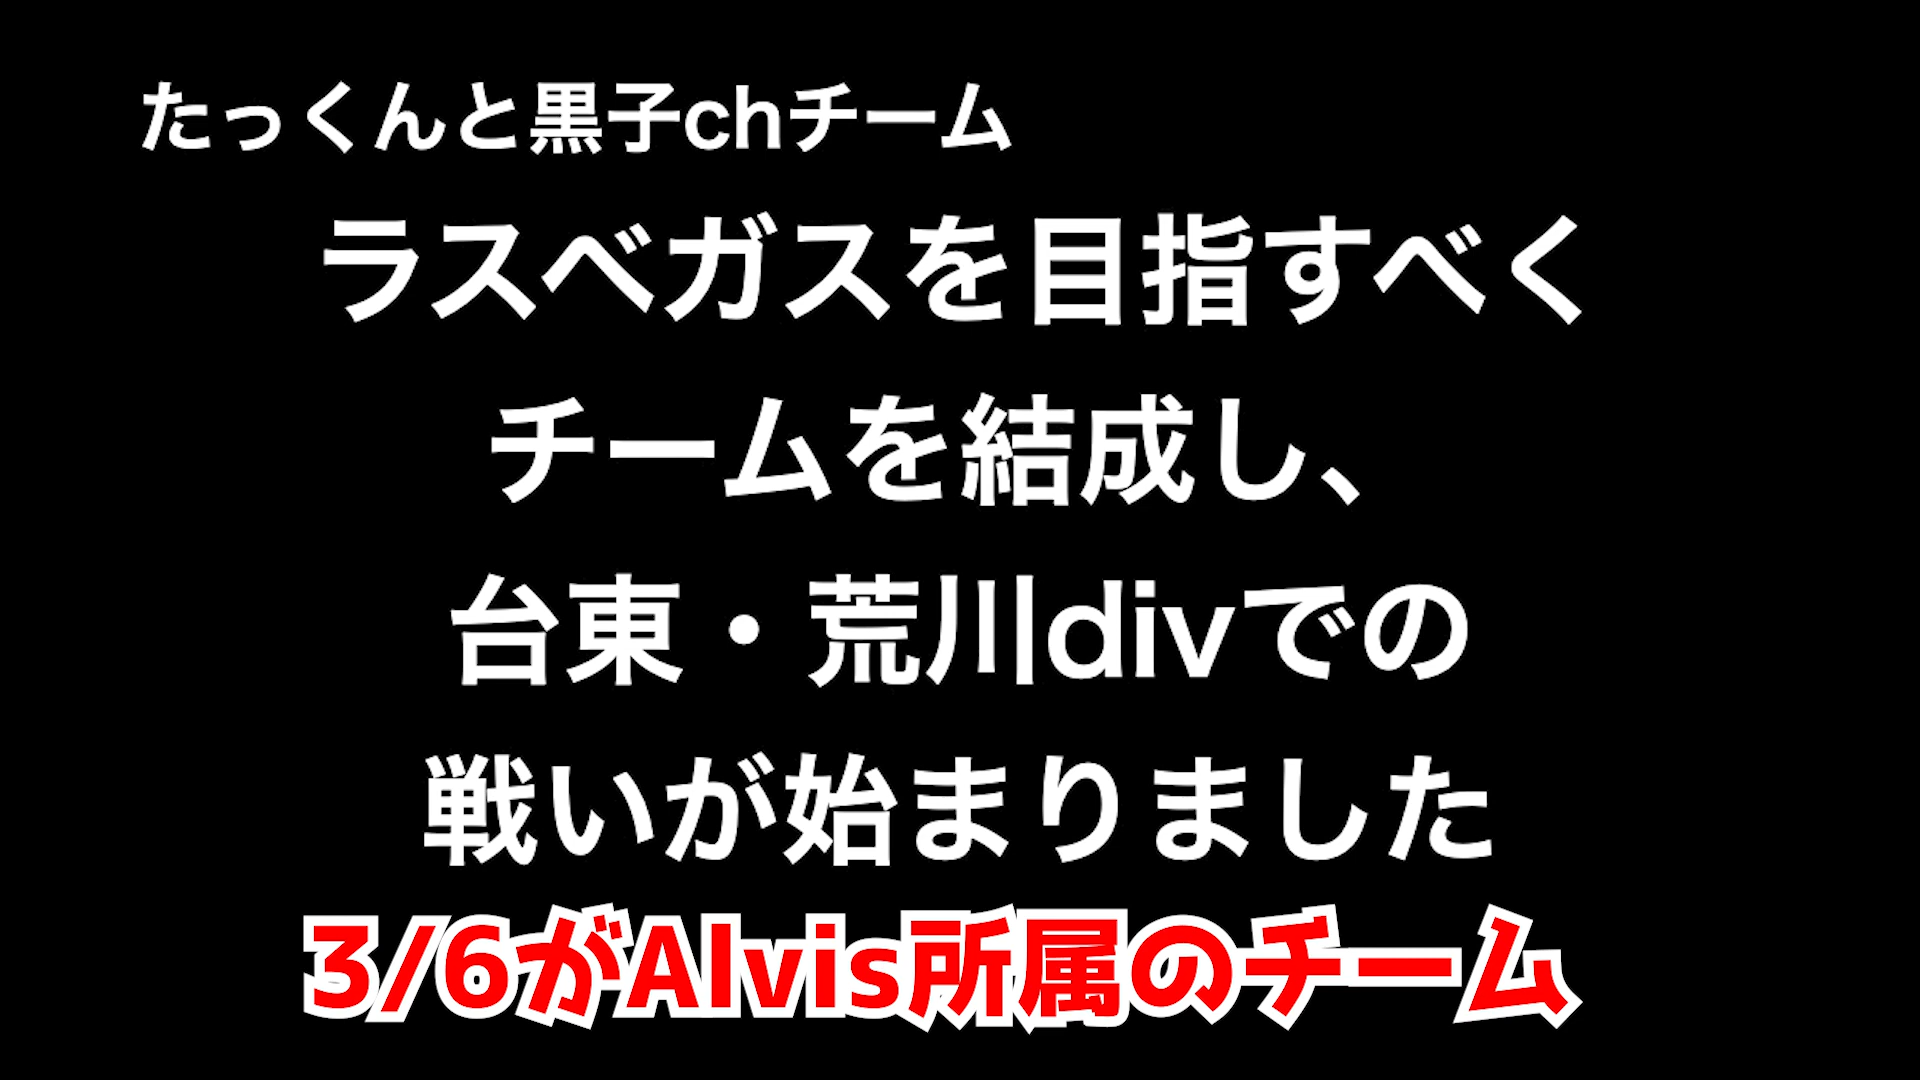 たっくんと黒子chチーム
ラスベガスを目指すべく
チームを結成し、
台東・荒川divでの
戦いが始まりました
3/6がAlvis所属のチーム